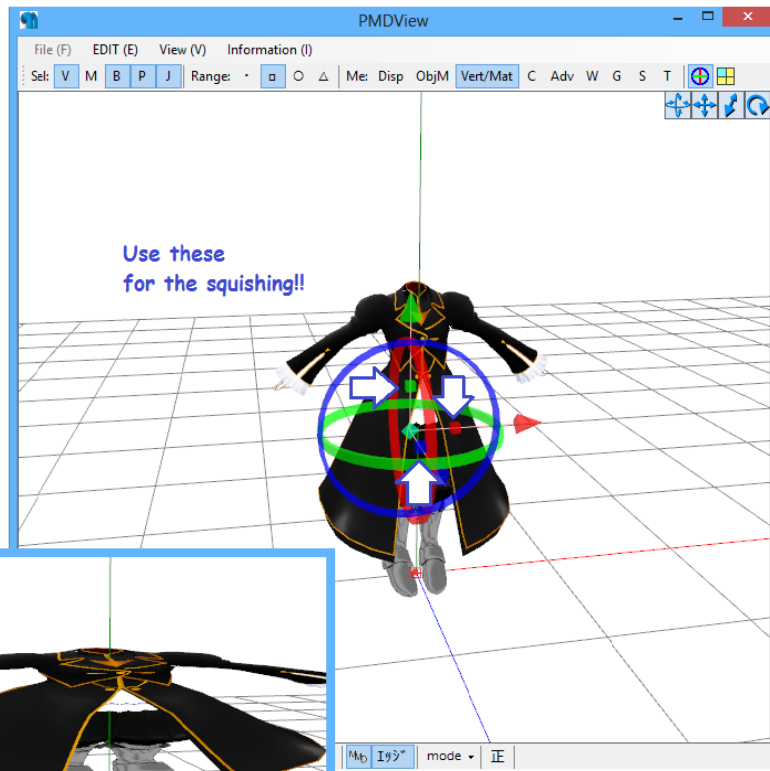 PMDView
File (F) EDIT (E) View (V) Information (I)
Sel: V M B P J Range: Me: Disp ObjM Vert/Mat C Adv W G S T
Use these
for the squishing!!
MMD ｴｯｼﾞ mode 正